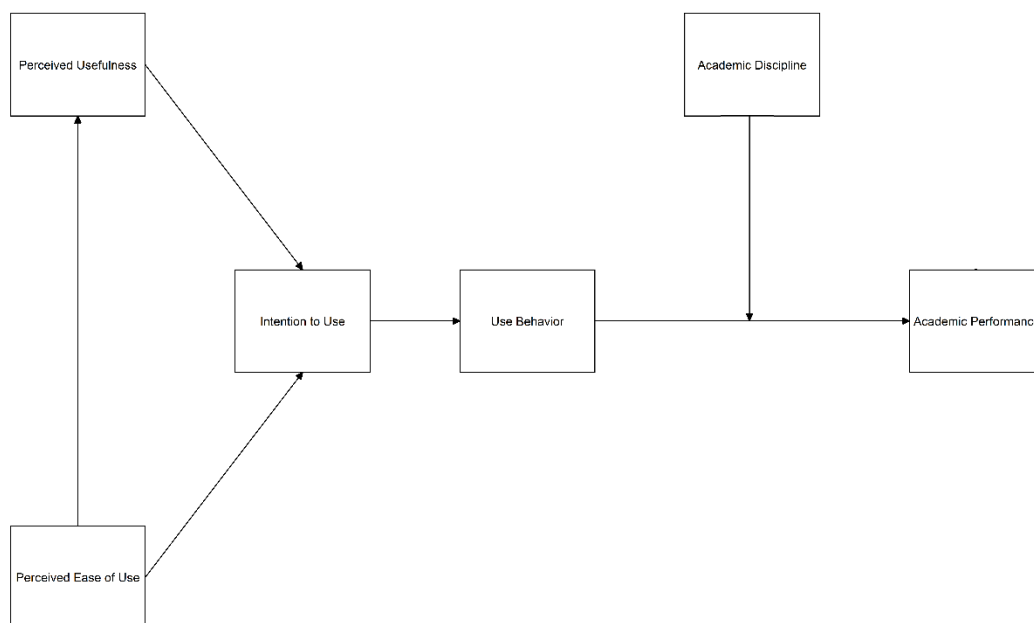 Perceived Usefulness
Academic Discipline
Intention to Use
Use Behavior
Academic Performanc
Perceived Ease of Use